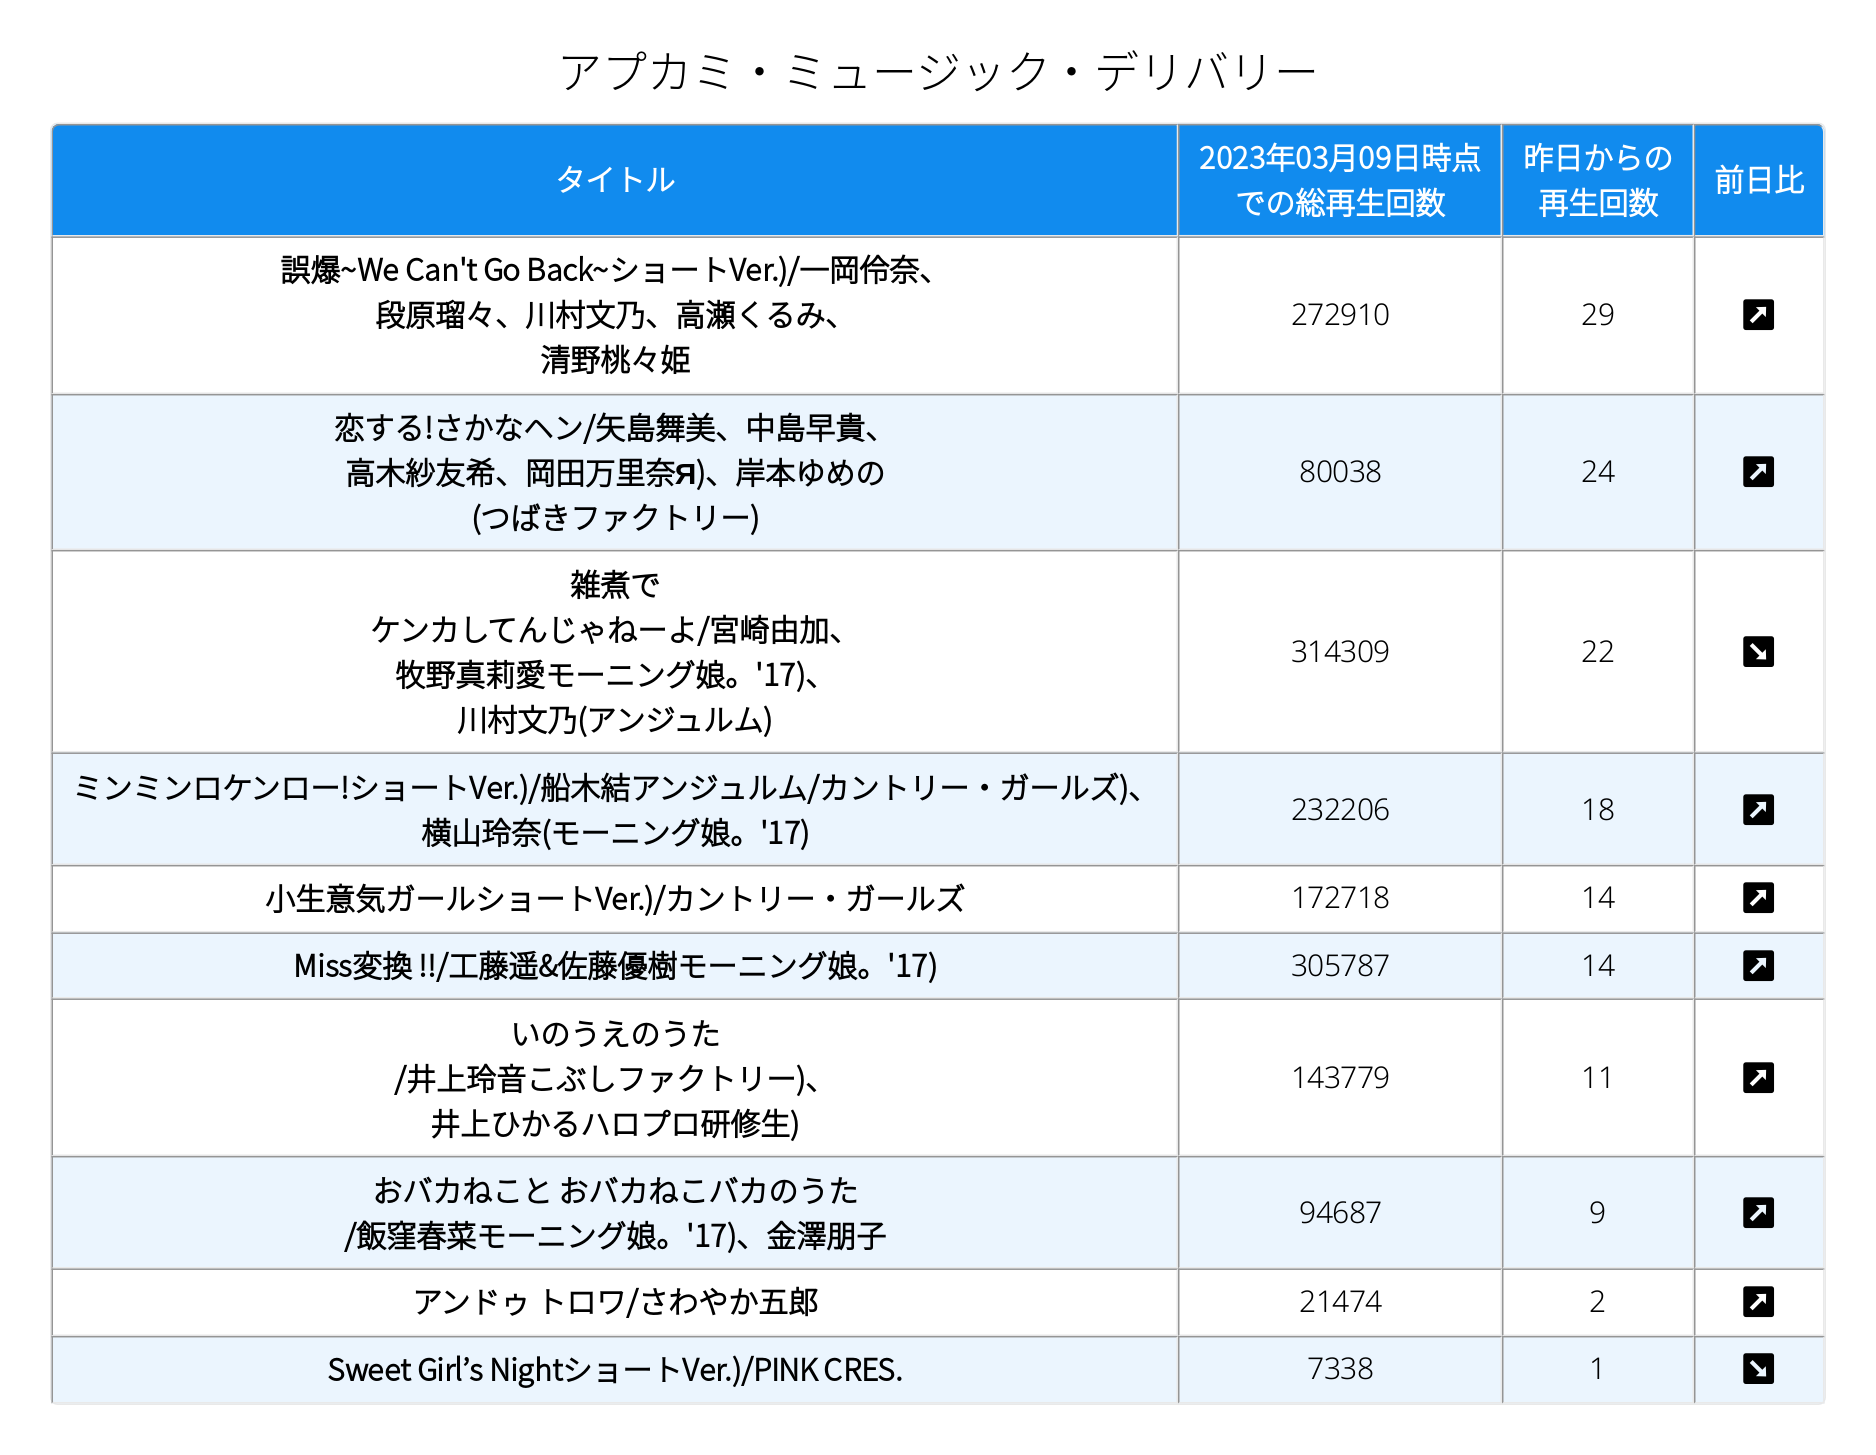 アプカミ・ミュージック・デリバリー
タイトル
2023年03月09日時点
での総再生回数
昨日からの
再生回数
前日比
誤爆~We Can't Go Back~ショートVer.)/一岡伶奈、
段原瑠々、川村文乃、高瀬くるみ、
清野桃々姫
272910
29
恋する!さかなヘン/矢島舞美、中島早貴、
高木紗友希、岡田万里奈Я)、岸本ゆめの
(つばきファクトリー)
80038
24
雑煮で
ケンカしてんじゃねーよ/宮崎由加、
牧野真莉愛モーニング娘。'17)、
川村文乃(アンジュルム)
314309
22
ミンミンロケンロー!ショートVer.)/船木結アンジュルム/カントリー・ガールズ)、
横山玲奈(モーニング娘。'17)
232206
18
小生意気ガールショートVer.)/カントリー・ガールズ
172718
14
Miss変換 !!/工藤遥&佐藤優樹モーニング娘。'17)
305787
14
いのうえのうた
/井上玲音こぶしファクトリー)、
井上ひかるハロプロ研修生)
143779
11
おバカねこと おバカねこバカのうた
/飯窪春菜モーニング娘。'17)、金澤朋子
94687
9
アンドゥ トロワ/さわやか五郎
21474
2
Sweet Girl’s NightショートVer.)/PINK CRES.
7338
1